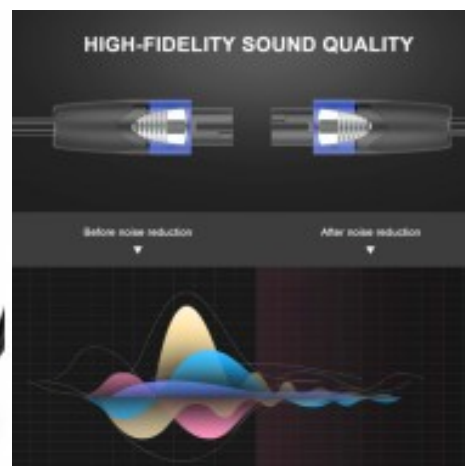 HIGH-FIDELITY SOUND QUALITY
Before noise reduction
After noise reduction